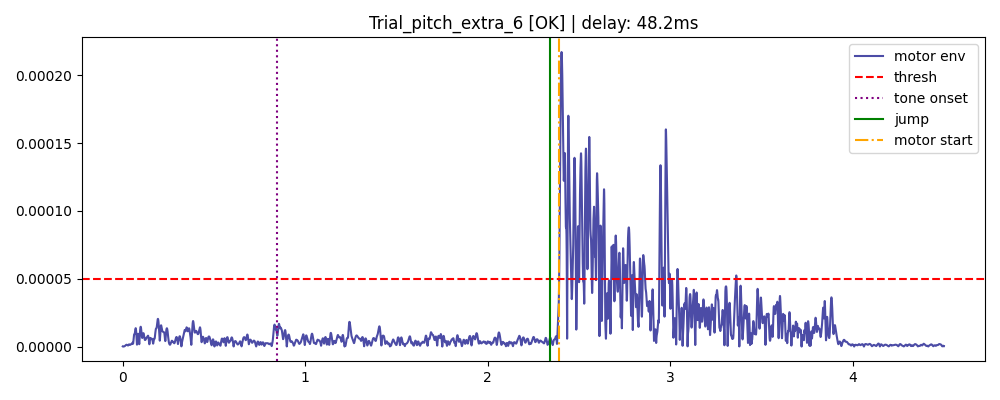 Trial_pitch_extra_6 [OK] | delay: 48.2ms
0.00020
0.00015
0.00010
0.00005
0.00000
motor env
thresh
tone onset
jump
motor start
0
1
2
3
4